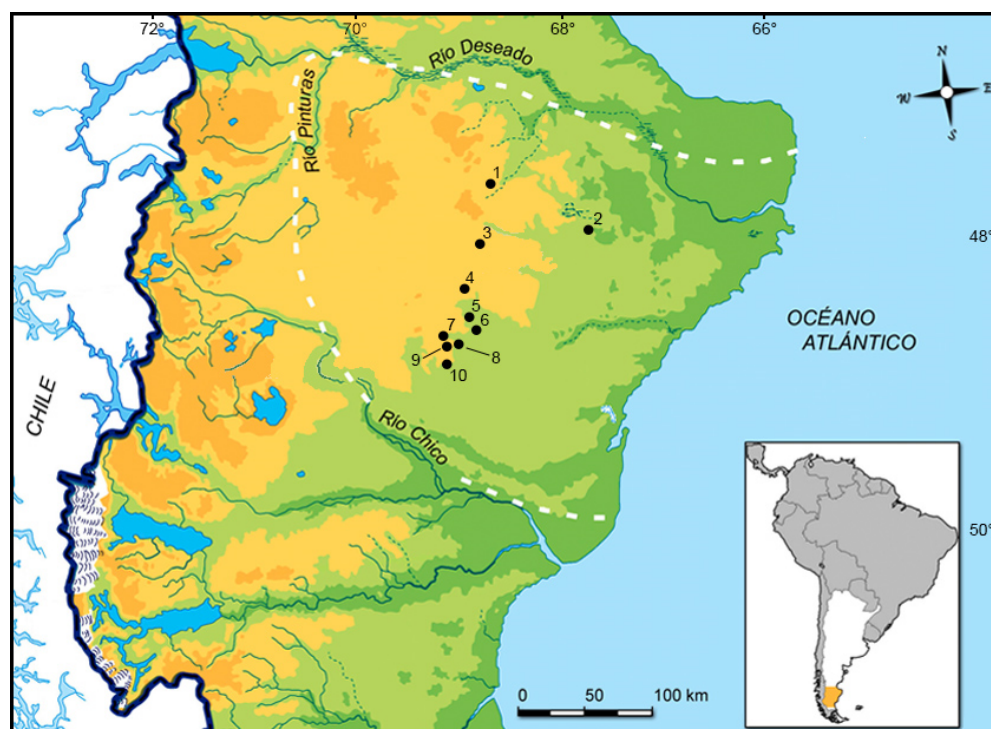 72°
70°
68°
66°
Río Deseado
N
W
E
S
Río Pinturas
1
2
48°
3
4
5
6
7
OCÉANO
ATLÁNTICO
9
8
10
CHILE
Río Chico
50°
0
50
100 km